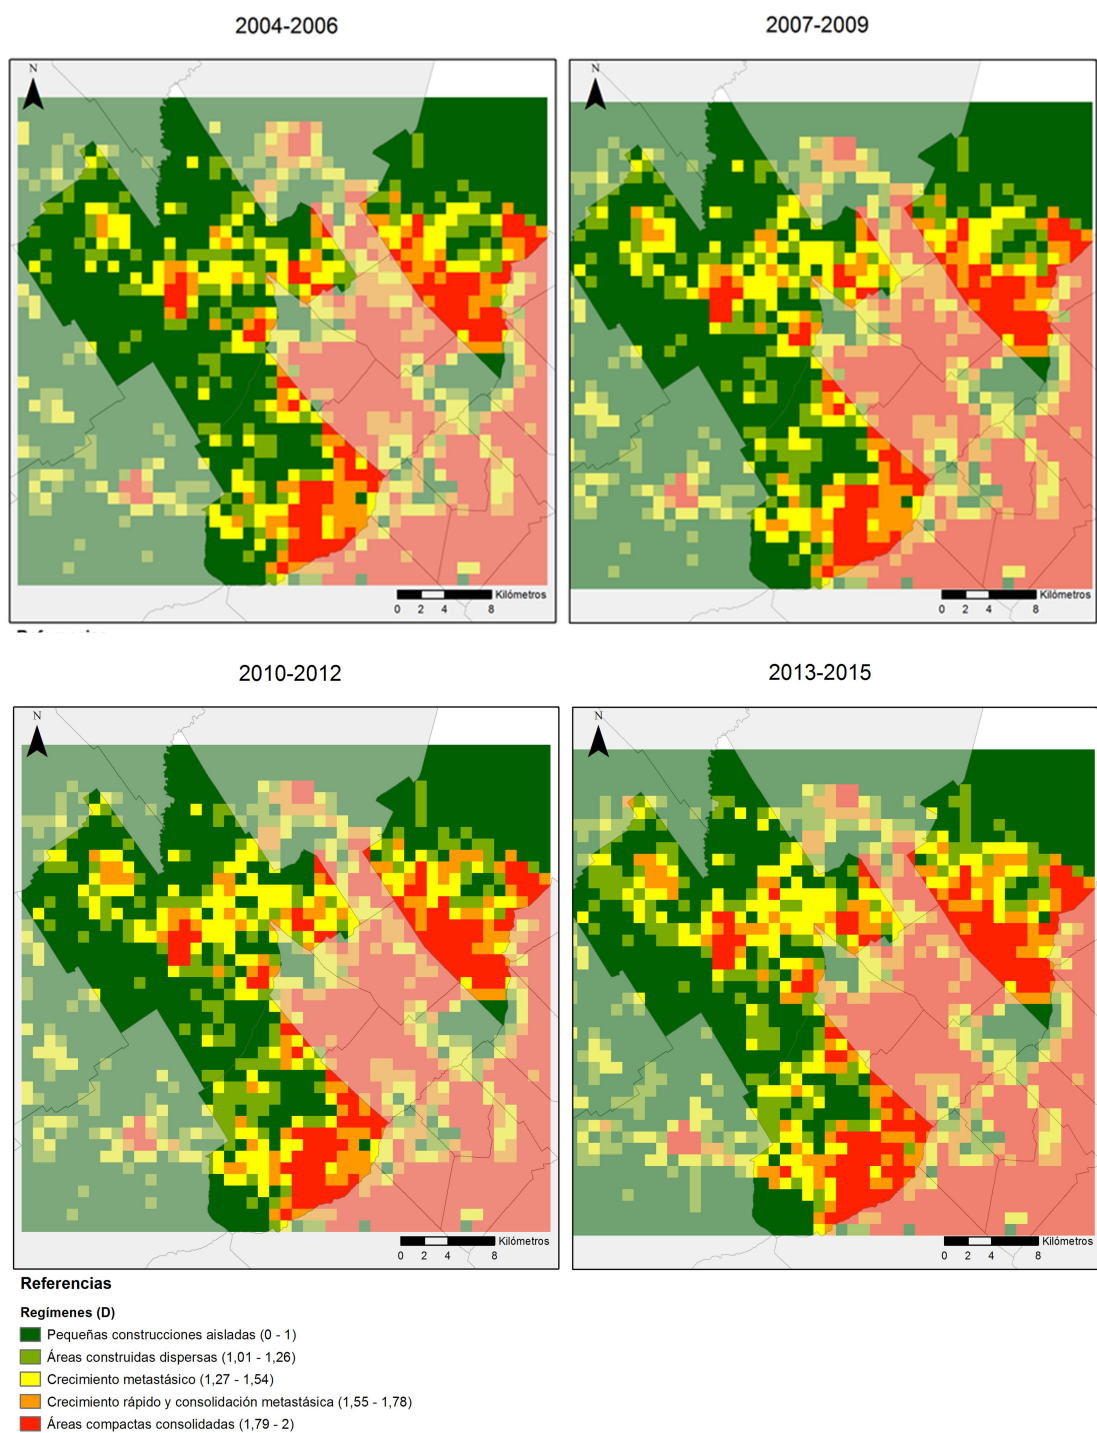 2004-2006
2007-2009
N
N
Kilómetros
0 2 4 8
Kilómetros
0 2 4 8
2010-2012
2013-2015
N
N
Kilómetros
0 2 4 8
Kilómetros
0 2 4 8
Referencias
Regímenes (D)
Pequeñas construcciones aisladas (0 - 1)
Áreas construidas dispersas (1,01 - 1,26)
Crecimiento metastásico (1,27 - 1,54)
Crecimiento rápido y consolidación metastásica (1,55 - 1,78)
Áreas compactas consolidadas (1,79 - 2)